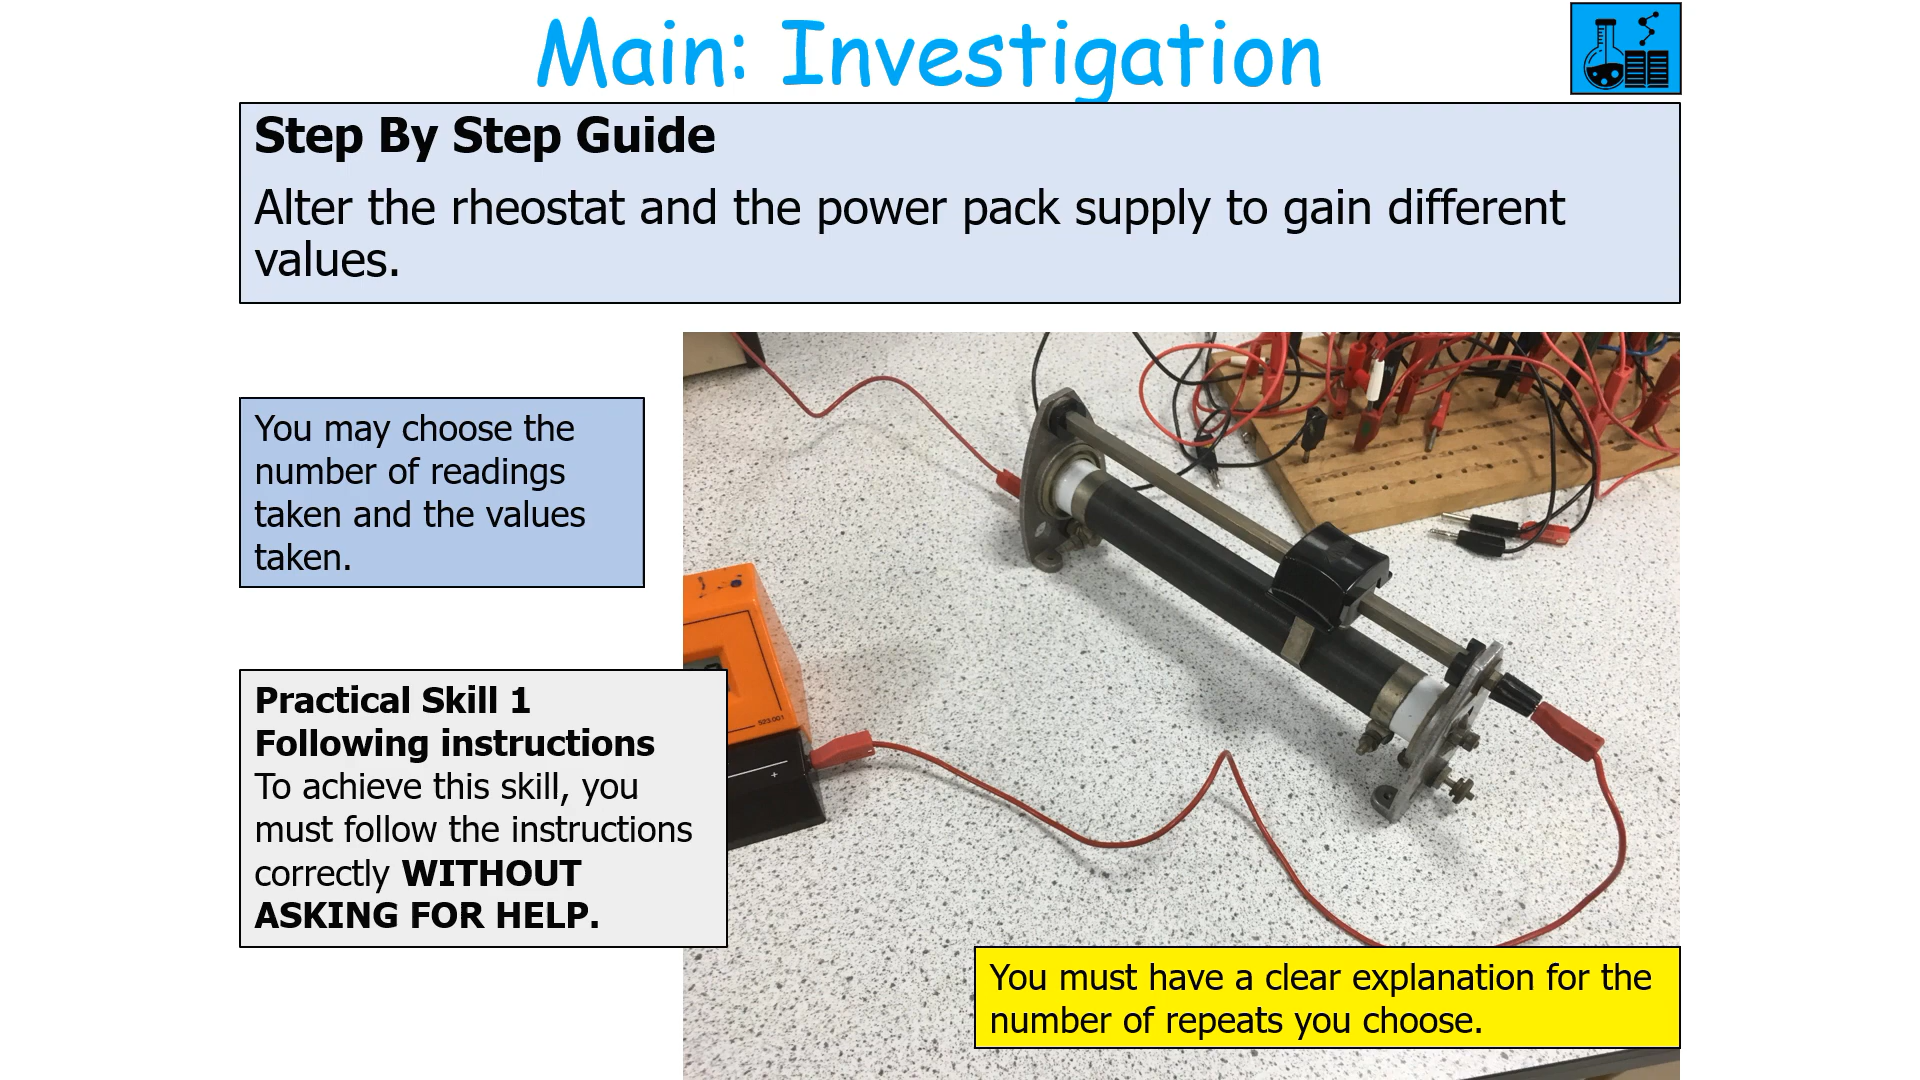 Main: Investigation
Step By Step Guide
Alter the rheostat and the power pack supply to gain different
values.
You may choose the
number of readings
taken and the values
taken.
Practical Skill 1
Following instructions
To achieve this skill, you
must follow the instructions
correctly WITHOUT
ASKING FOR HELP.
523.001
+
You must have a clear explanation for the
number of repeats you choose.